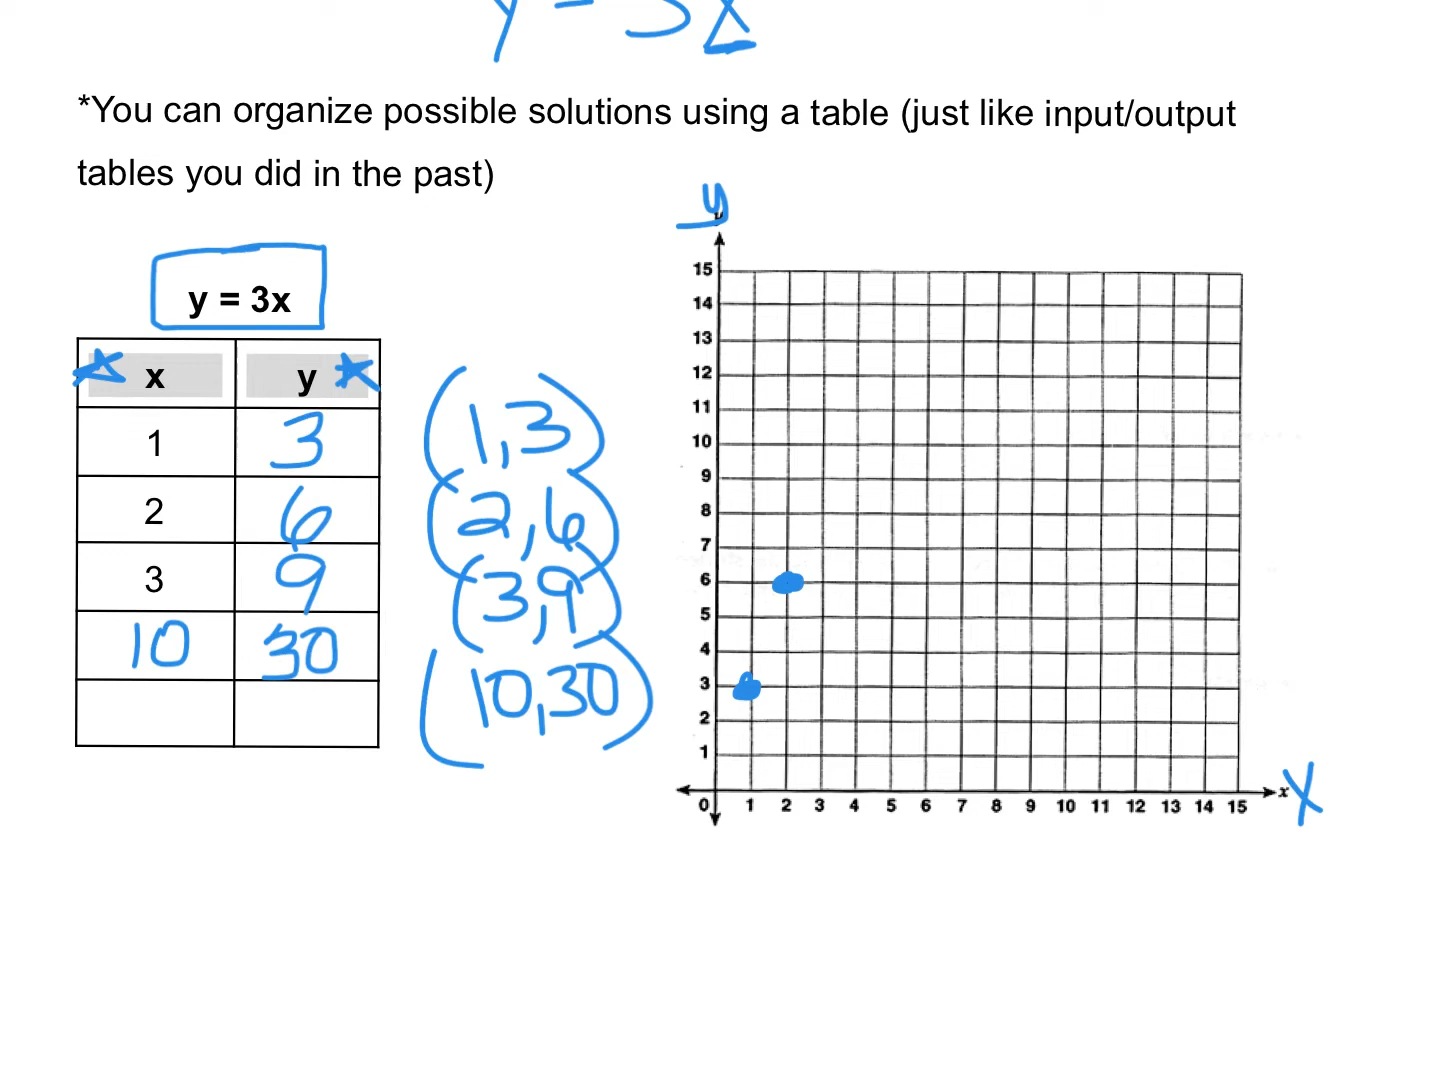 y = 3x
*You can organize possible solutions using a table (just like input/output
tables you did in the past)
y = 3x
x y
1 3 (1,3)
2 6 (2,6)
3 9 (3,9)
10 30 (10,30)
y
15
14
13
12
11
10
9
8
7
6
5
4
3
2
1
0 1 2 3 4 5 6 7 8 9 10 11 12 13 14 15 x X